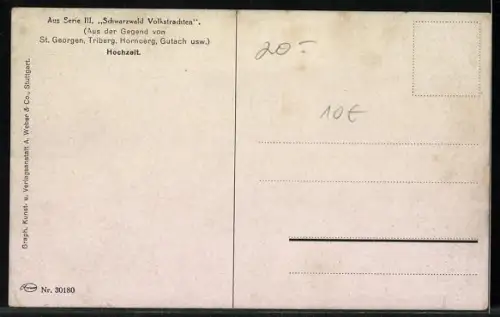 Aus Serie III. „Schwarzwald Volkstrachten".
(Aus der Gegend von
St. Georgen, Triberg, Hornberg, Gutach usw.)
Hochzeit.
Graph. Kunst- u. Verlagsanstalt A. Weber & Co., Stuttgart.
Nr. 30180
20.-
10€